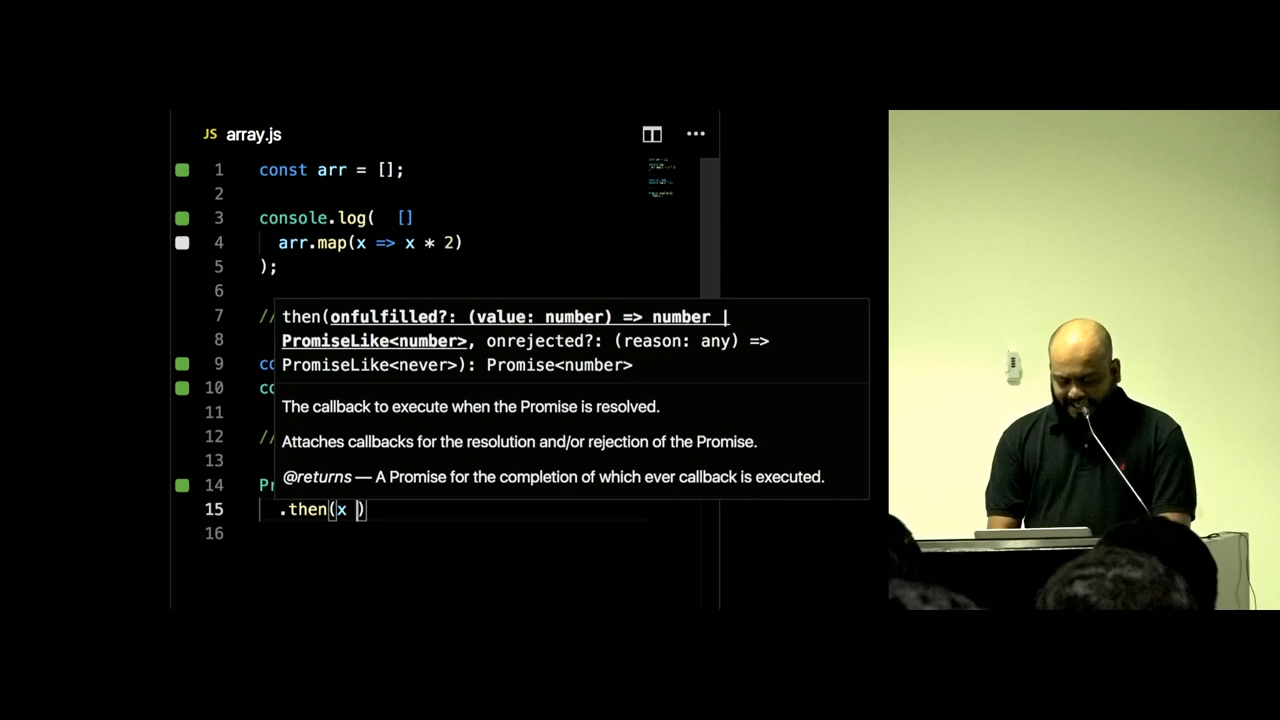 JS array.js
1 const arr = [];
2
3 console.log( []
4 arr.map(x => x * 2)
5 );
6
7 //
then(onfulfilled?: (value: number) => number |
8
PromiseLike<number>, onrejected?: (reason: any) =>
9 co
PromiseLike<never>): Promise<number>
10 co
The callback to execute when the Promise is resolved.
11
12 //
Attaches callbacks for the resolution and/or rejection of the Promise.
13
@returns — A Promise for the completion of which ever callback is executed.
14 Pr
15 .then(x )
16